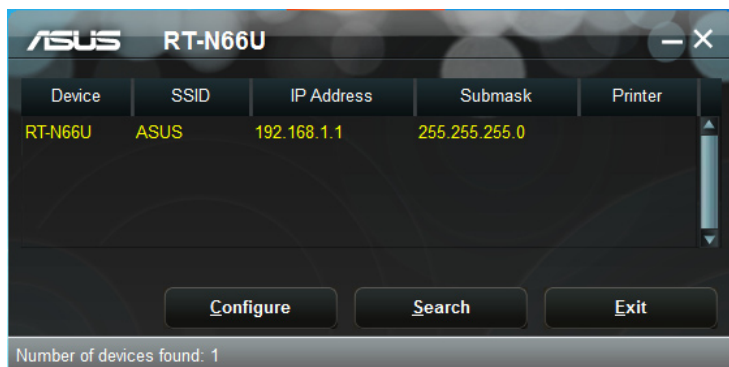 ASUS RT-N66U
Device SSID IP Address Submask Printer
RT-N66U ASUS 192.168.1.1 255.255.255.0
Configure Search Exit
Number of devices found: 1